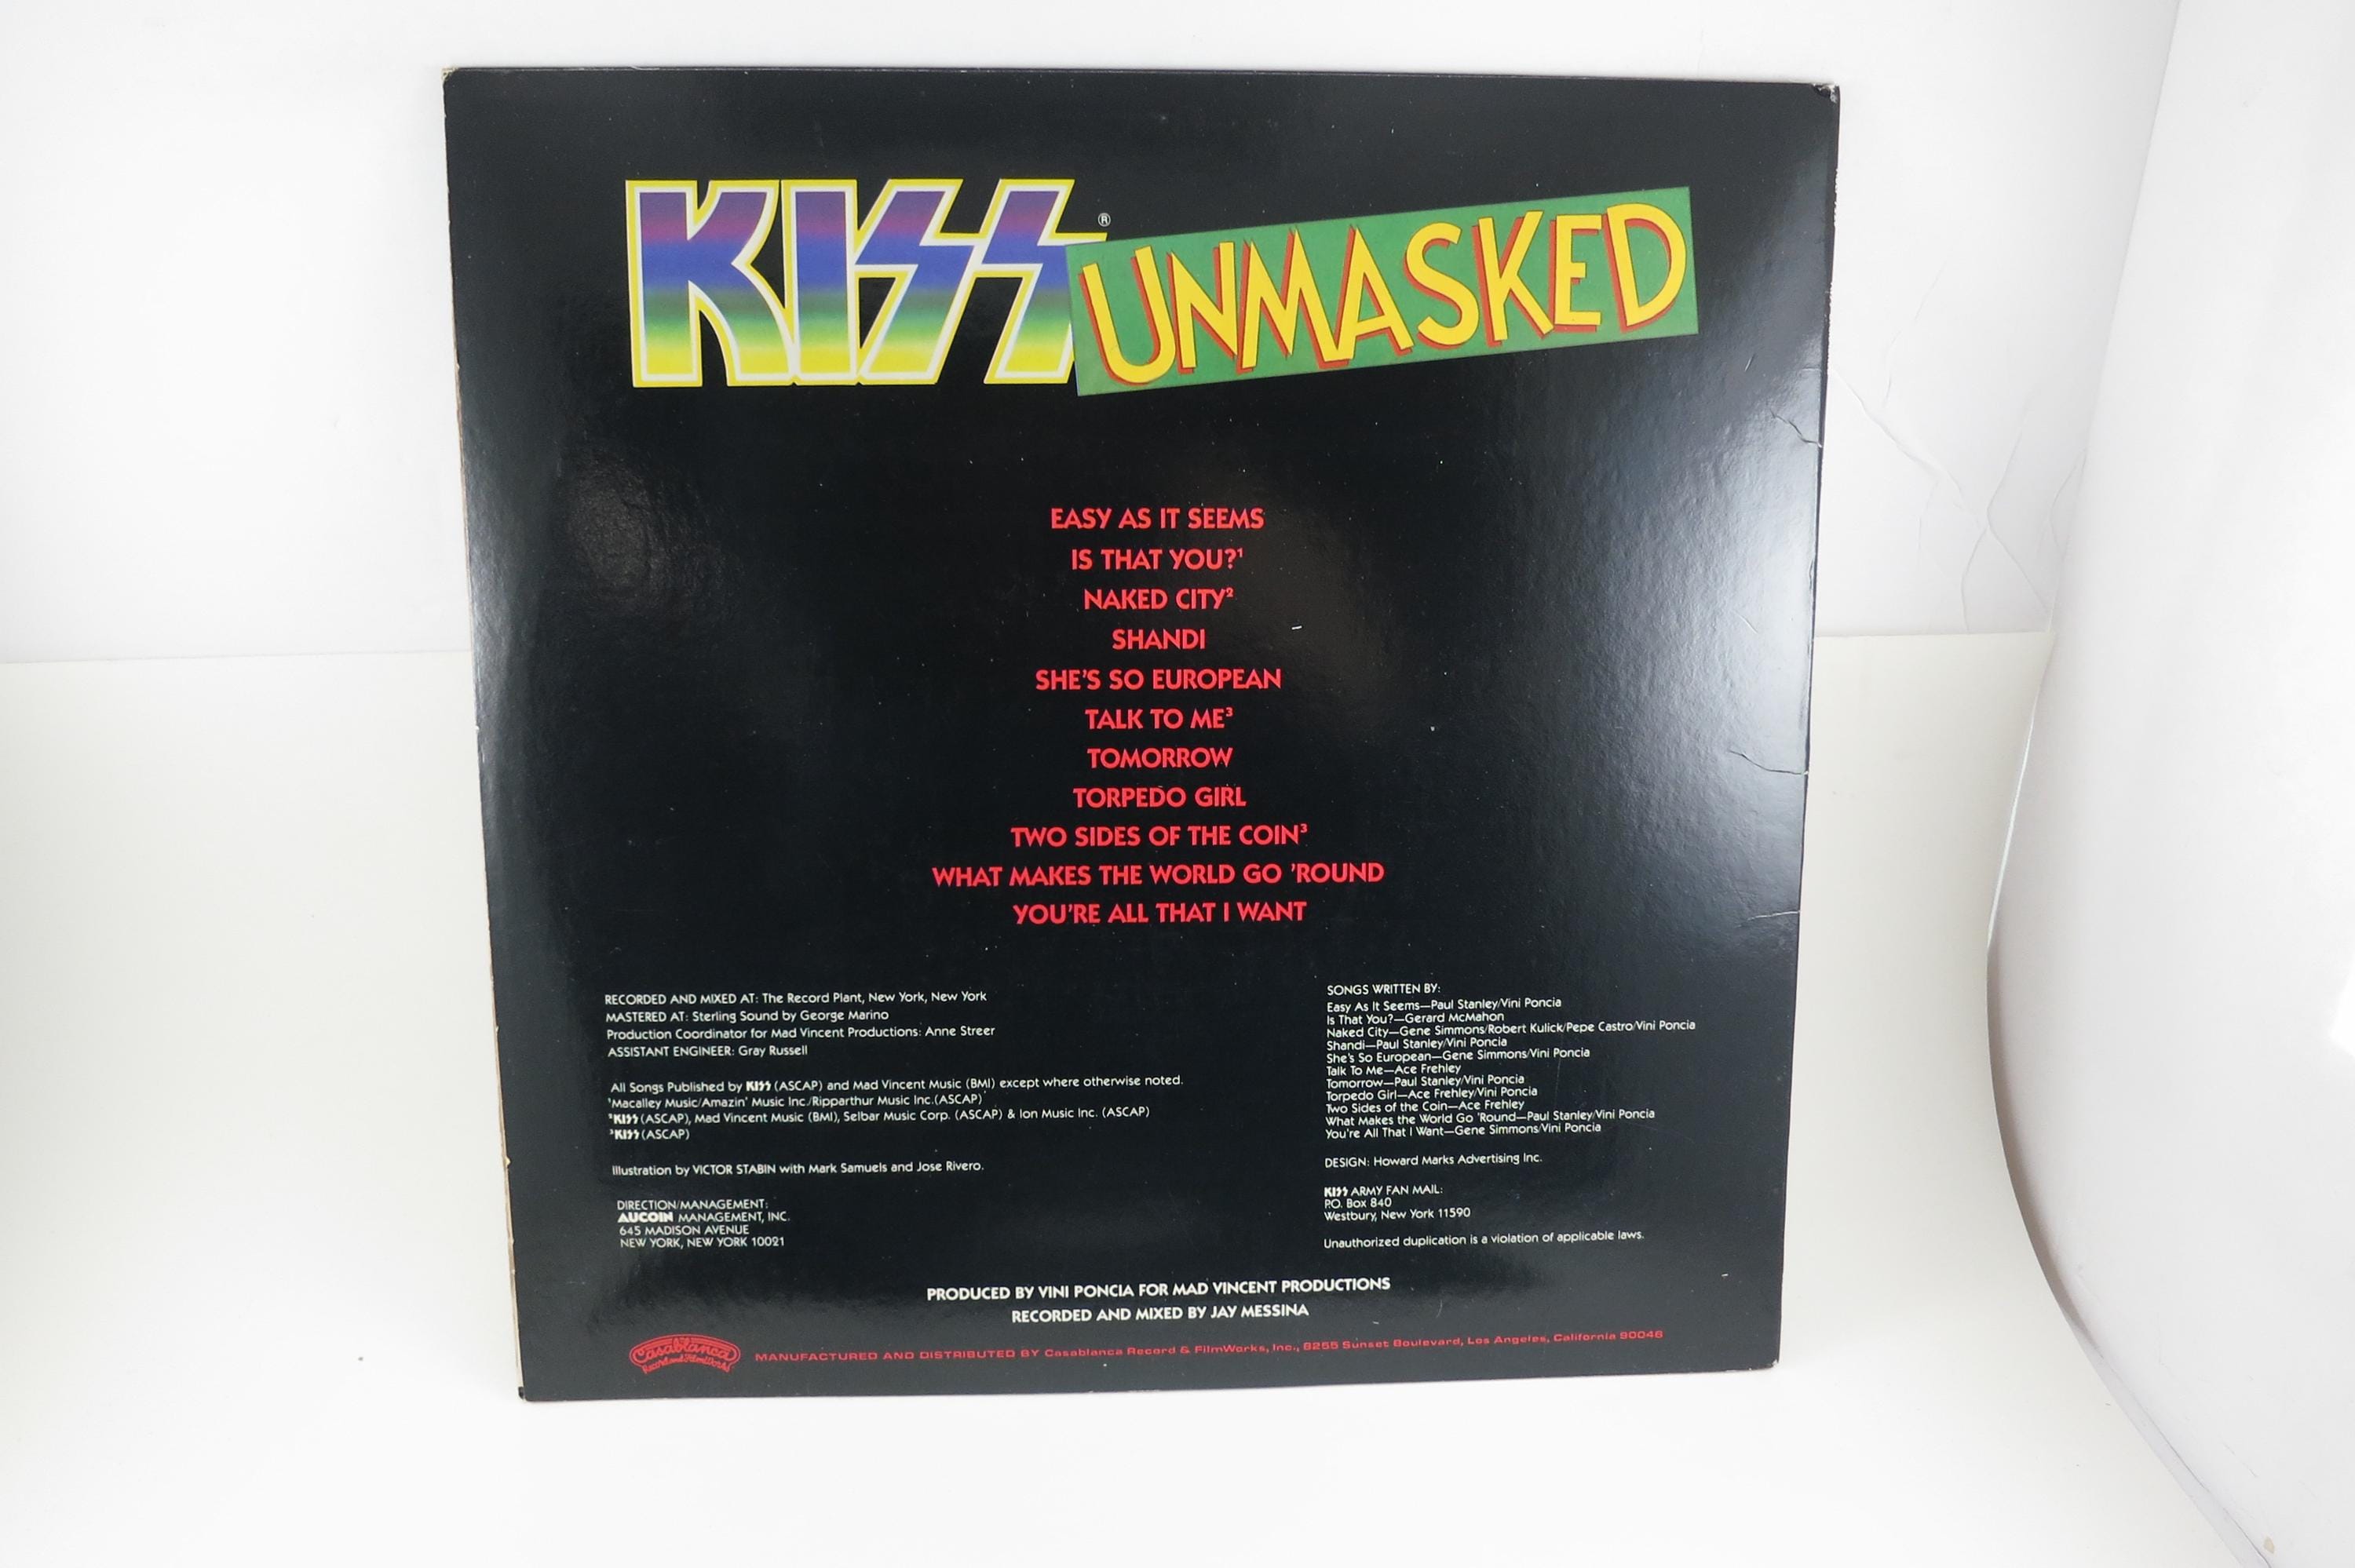 KISS®
UNMASKED
EASY AS IT SEEMS
IS THAT YOU?¹
NAKED CITY²
SHANDI
SHE'S SO EUROPEAN
TALK TO ME³
TOMORROW
TORPEDO GIRL
TWO SIDES OF THE COIN³
WHAT MAKES THE WORLD GO 'ROUND
YOU'RE ALL THAT I WANT
RECORDED AND MIXED AT: The Record Plant, New York, New York
MASTERED AT: Sterling Sound by George Marino
Production Coordinator for Mad Vincent Productions: Anne Streer
ASSISTANT ENGINEER: Gray Russell
All Songs Published by KISS (ASCAP) and Mad Vincent Music (BMI) except where otherwise noted.
¹Macalley Music/Amazin' Music Inc./Ripparthur Music Inc.(ASCAP)
²KISS (ASCAP), Mad Vincent Music (BMI), Selbar Music Corp. (ASCAP) & Ion Music Inc. (ASCAP)
³KISS (ASCAP)
Illustration by VICTOR STABIN with Mark Samuels and Jose Rivero.
DIRECTION/MANAGEMENT:
AUCOIN MANAGEMENT, INC.
645 MADISON AVENUE
NEW YORK, NEW YORK 10021
SONGS WRITTEN BY:
Easy As It Seems—Paul Stanley/Vini Poncia
Is That You?—Gerard McMahon
Naked City—Gene Simmons/Robert Kulick/Pepe Castro/Vini Poncia
Shandi—Paul Stanley/Vini Poncia
She's So European—Gene Simmons/Vini Poncia
Talk To Me—Ace Frehley
Tomorrow—Paul Stanley/Vini Poncia
Torpedo Girl—Ace Frehley/Vini Poncia
Two Sides of the Coin—Ace Frehley
What Makes the World Go 'Round—Paul Stanley/Vini Poncia
You're All That I Want—Gene Simmons/Vini Poncia
DESIGN: Howard Marks Advertising Inc.
KISS ARMY FAN MAIL:
P.O. Box 840
Westbury, New York 11590
Unauthorized duplication is a violation of applicable laws.
PRODUCED BY VINI PONCIA FOR MAD VINCENT PRODUCTIONS
RECORDED AND MIXED BY JAY MESSINA
Casablanca
Record and FilmWorks
MANUFACTURED AND DISTRIBUTED BY Casablanca Record & FilmWorks, Inc., 8255 Sunset Boulevard, Los Angeles, California 90046